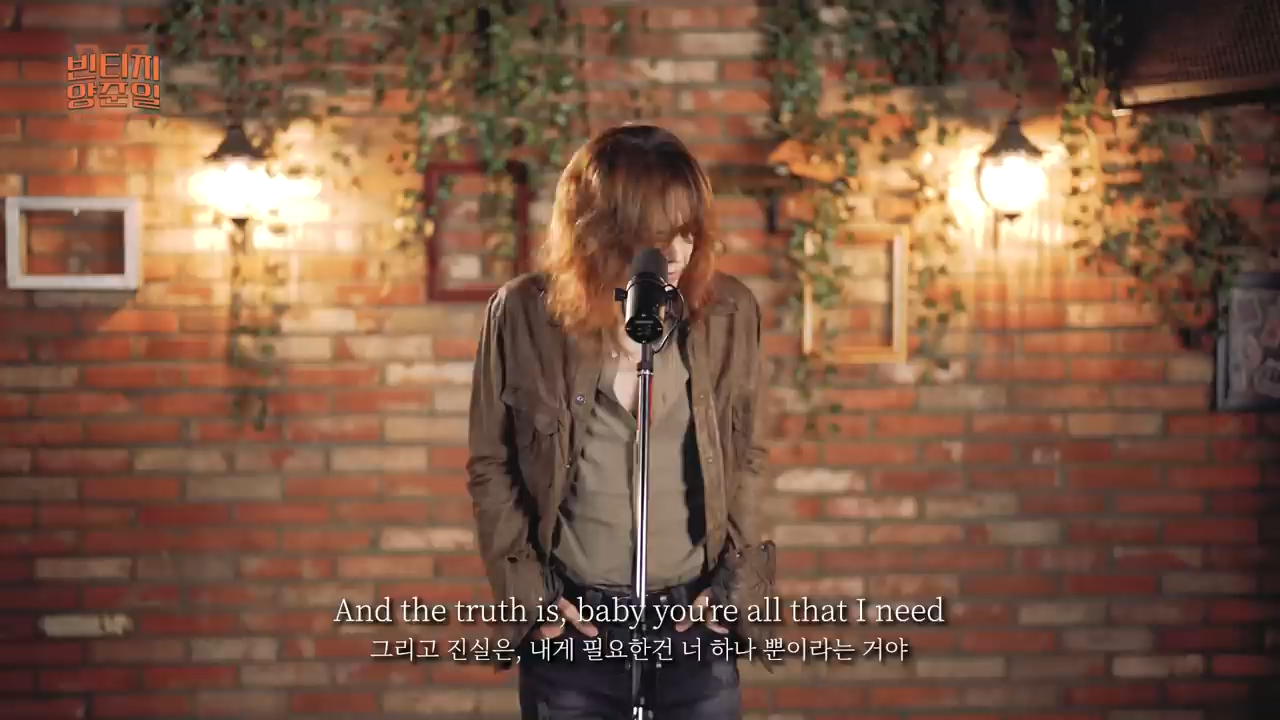 빈티지
양준일
And the truth is, baby you're all that I need
그리고 진실은, 내게 필요한건 너 하나 뿐이라는 거야